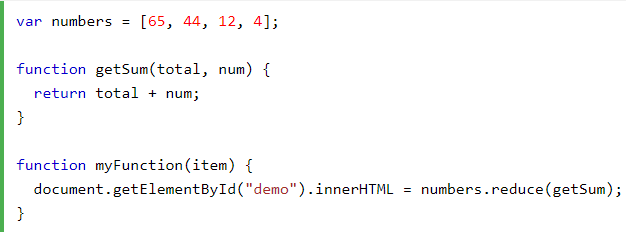 var numbers = [65, 44, 12, 4];

function getSum(total, num) {
  return total + num;
}

function myFunction(item) {
  document.getElementById("demo").innerHTML = numbers.reduce(getSum);
}